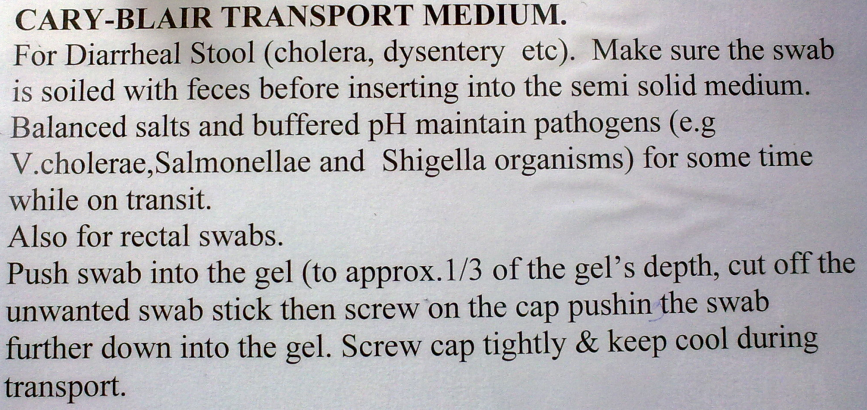 CARY-BLAIR TRANSPORT MEDIUM.
For Diarrheal Stool (cholera, dysentery etc). Make sure the swab
is soiled with feces before inserting into the semi solid medium.
Balanced salts and buffered pH maintain pathogens (e.g
V.cholerae,Salmonellae and Shigella organisms) for some time
while on transit.
Also for rectal swabs.
Push swab into the gel (to approx.1/3 of the gel's depth, cut off the
unwanted swab stick then screw on the cap pushin the swab
further down into the gel. Screw cap tightly & keep cool during
transport.